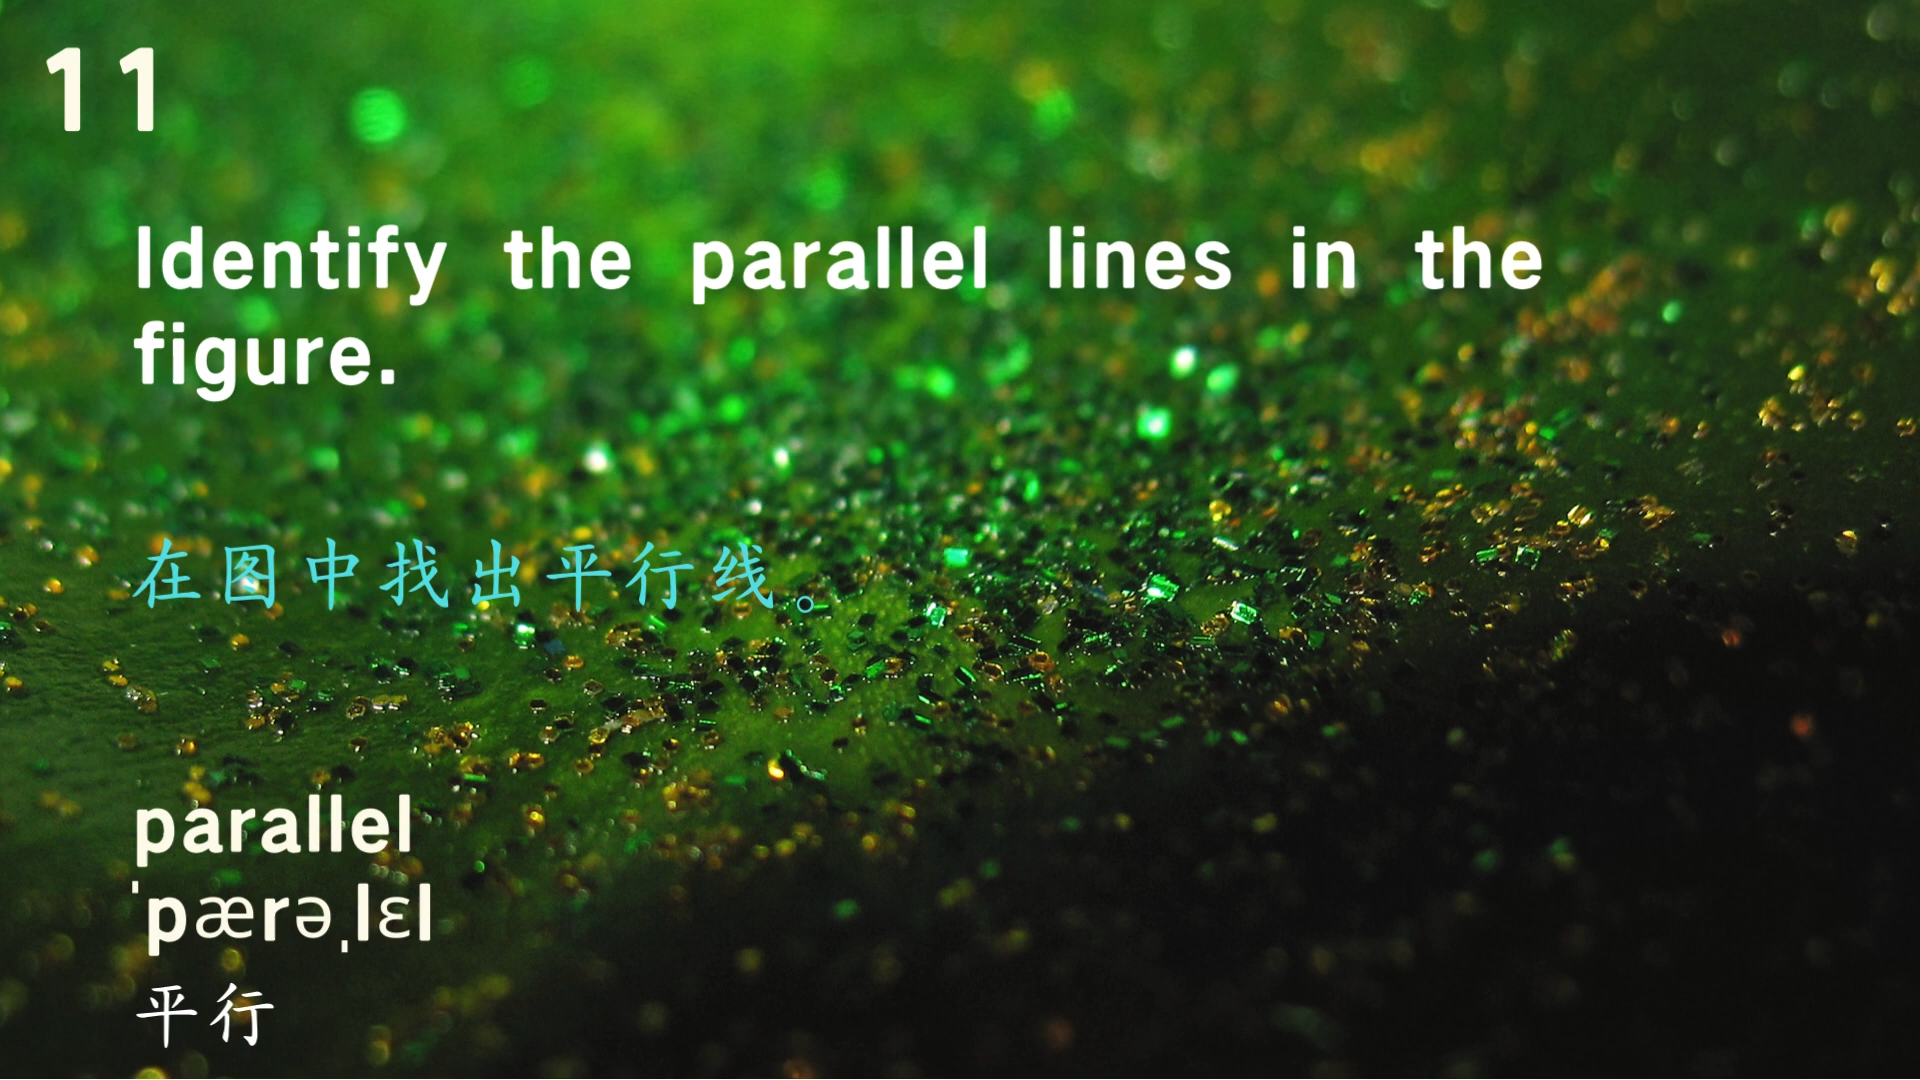 11
Identify the parallel lines in the
figure.
在图中找出平行线。
parallel
ˈpærəˌlɛl
平行